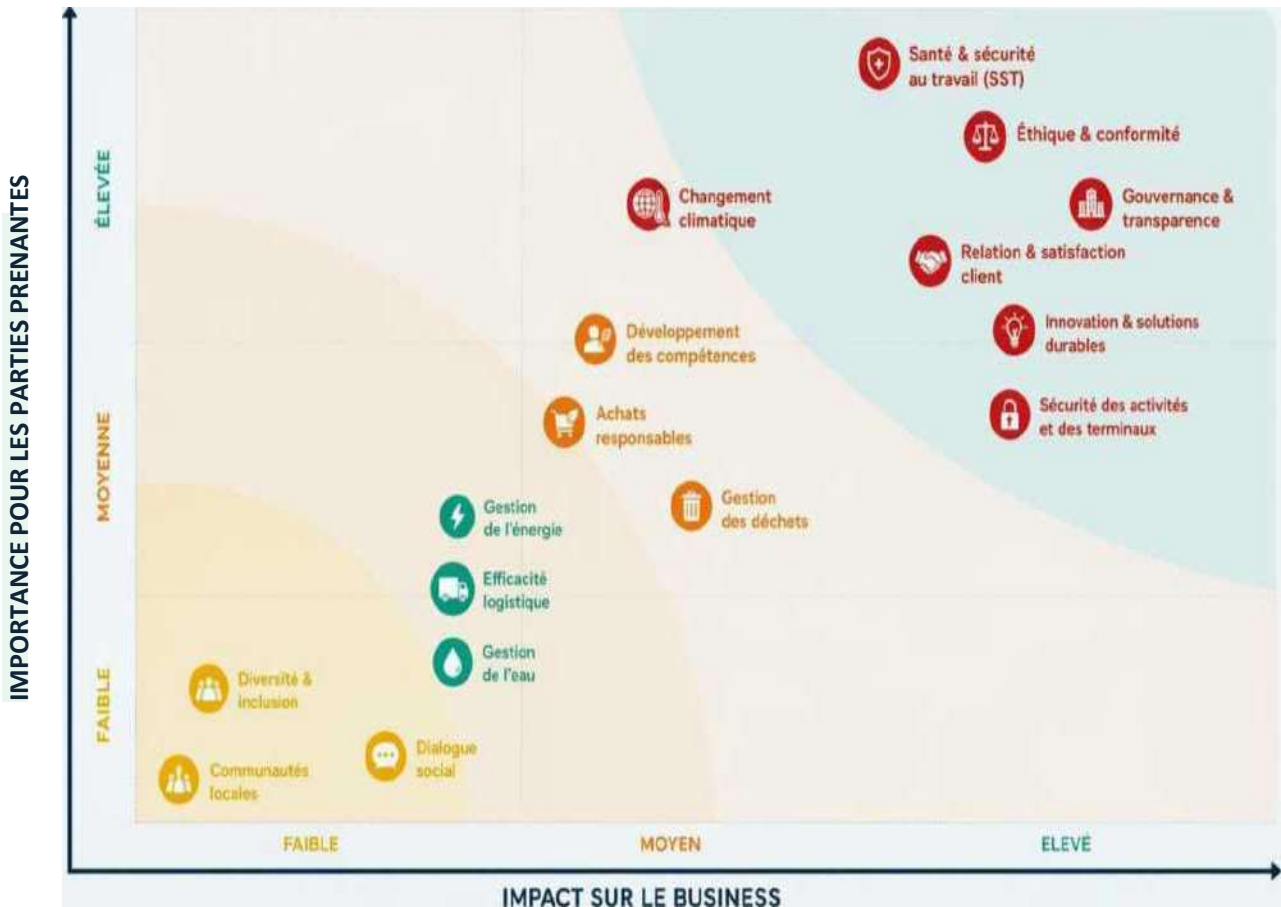 IMPORTANCE POUR LES PARTIES PRENANTES
ÉLEVÉE
MOYENNE
FAIBLE
Santé & sécurité
au travail (SST)
Éthique & conformité
Changement
climatique
Gouvernance &
transparence
Relation & satisfaction
client
Innovation & solutions
durables
Développement
des compétences
Sécurité des activités
et des terminaux
Achats
responsables
Gestion
des déchets
Gestion
de l'énergie
Efficacité
logistique
Gestion
de l'eau
Diversité &
inclusion
Dialogue
social
Communautés
locales
FAIBLE
MOYEN
ELEVÉ
IMPACT SUR LE BUSINESS